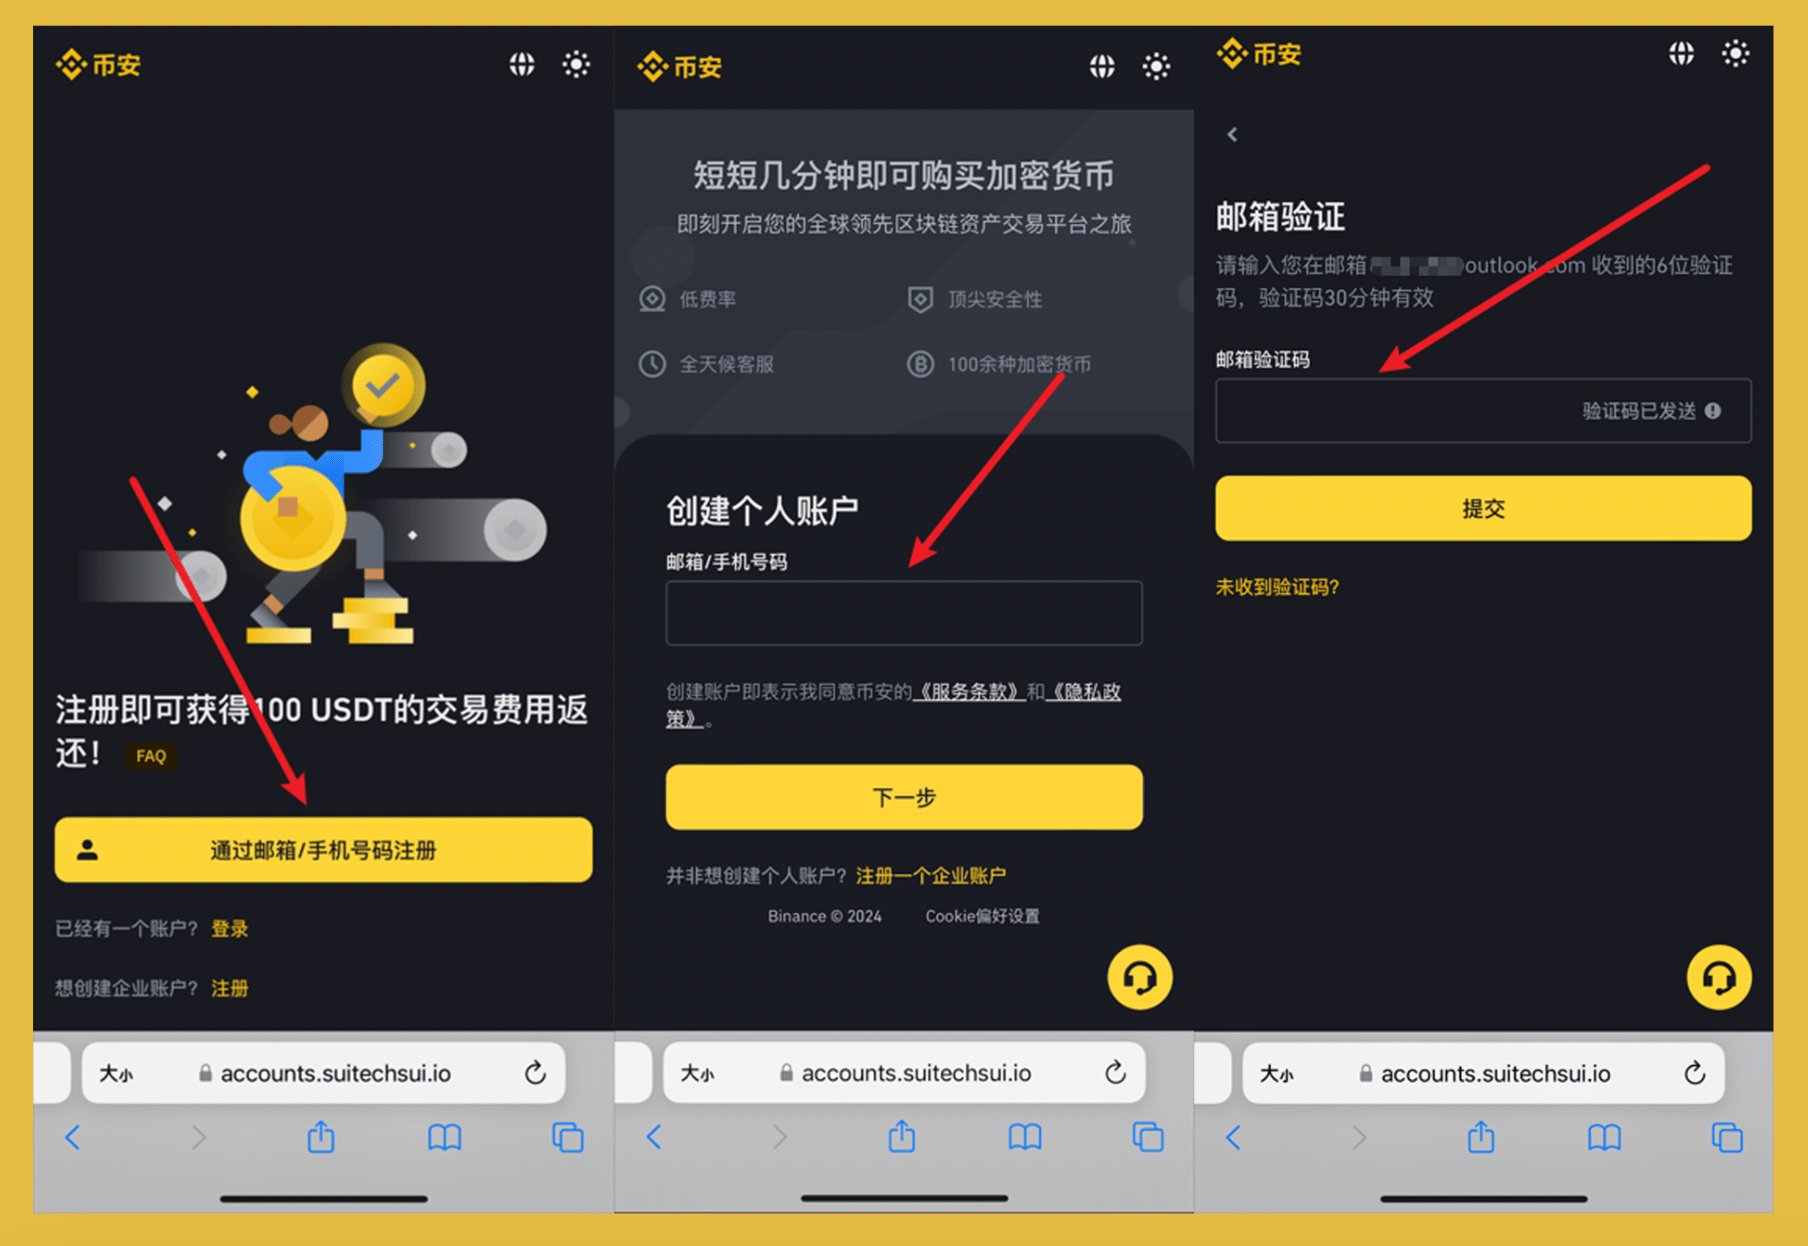 币安
注册即可获得100 USDT的交易费用返
还！ FAQ
通过邮箱/手机号码注册
已经有一个账户？ 登录
想创建企业账户？ 注册
大小 accounts.suitechsui.io
币安
短短几分钟即可购买加密货币
即刻开启您的全球领先区块链资产交易平台之旅
低费率 顶尖安全性
全天候客服 100余种加密货币
创建个人账户
邮箱/手机号码
创建账户即表示我同意币安的《服务条款》和《隐私政
策》。
下一步
并非想创建个人账户？ 注册一个企业账户
Binance © 2024 Cookie偏好设置
大小 accounts.suitechsui.io
币安
邮箱验证
请输入您在邮箱 outlook.com 收到的6位验证
码，验证码30分钟有效
邮箱验证码
验证码已发送
提交
未收到验证码?
大小 accounts.suitechsui.io